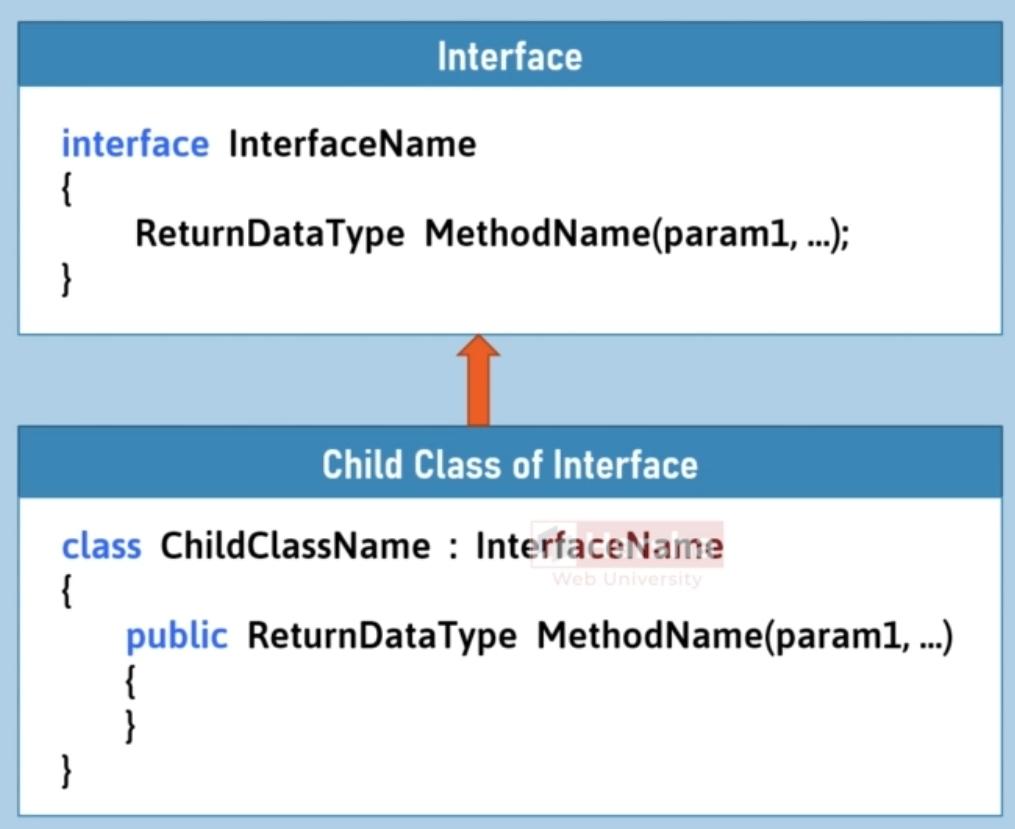 Interface
interface InterfaceName
{
ReturnDataType MethodName(param1, ...);
}
Child Class of Interface
class ChildClassName : InterfaceName
Web University
{
public ReturnDataType MethodName(param1, ...)
{
}
}